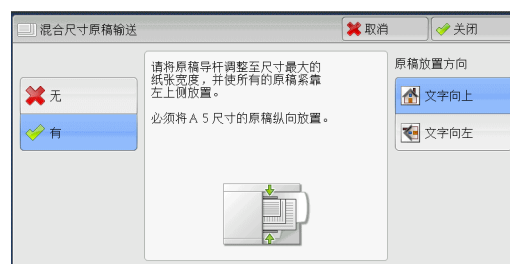 混合尺寸原稿输送
取消
关闭
无
有
请将原稿导杆调整至尺寸最大的
纸张宽度，并使所有的原稿紧靠
左上侧放置。
必须将A 5 尺寸的原稿纵向放置。
原稿放置方向
文字向上
文字向左